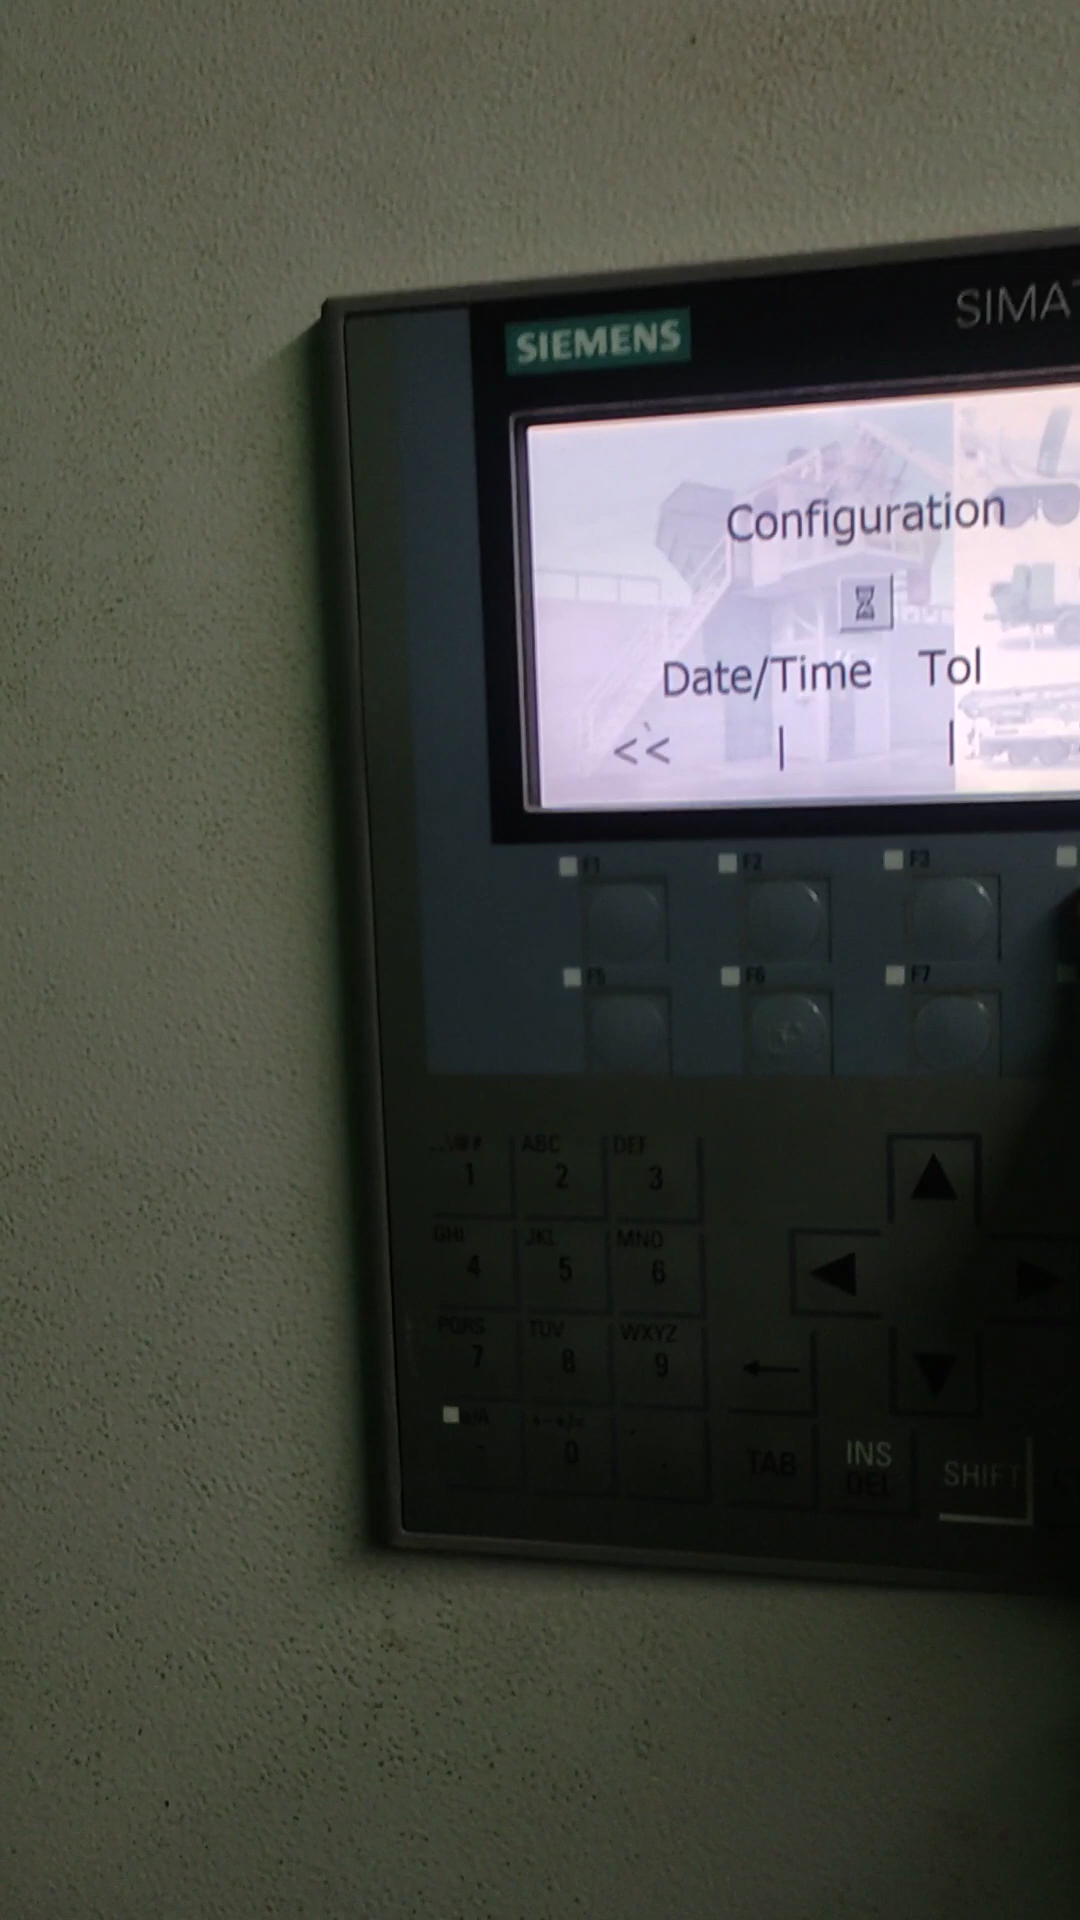 SIEMENS
SIMAT
Configuration
Date/Time Tol
<< | |
F1 F2 F3
F5 F6 F7
ABC DEF
1 2 3
GHI JKL MNO
4 5 6
PQRS TUV WXYZ
7 8 9
0 .
TAB INS SHIFT
DEL